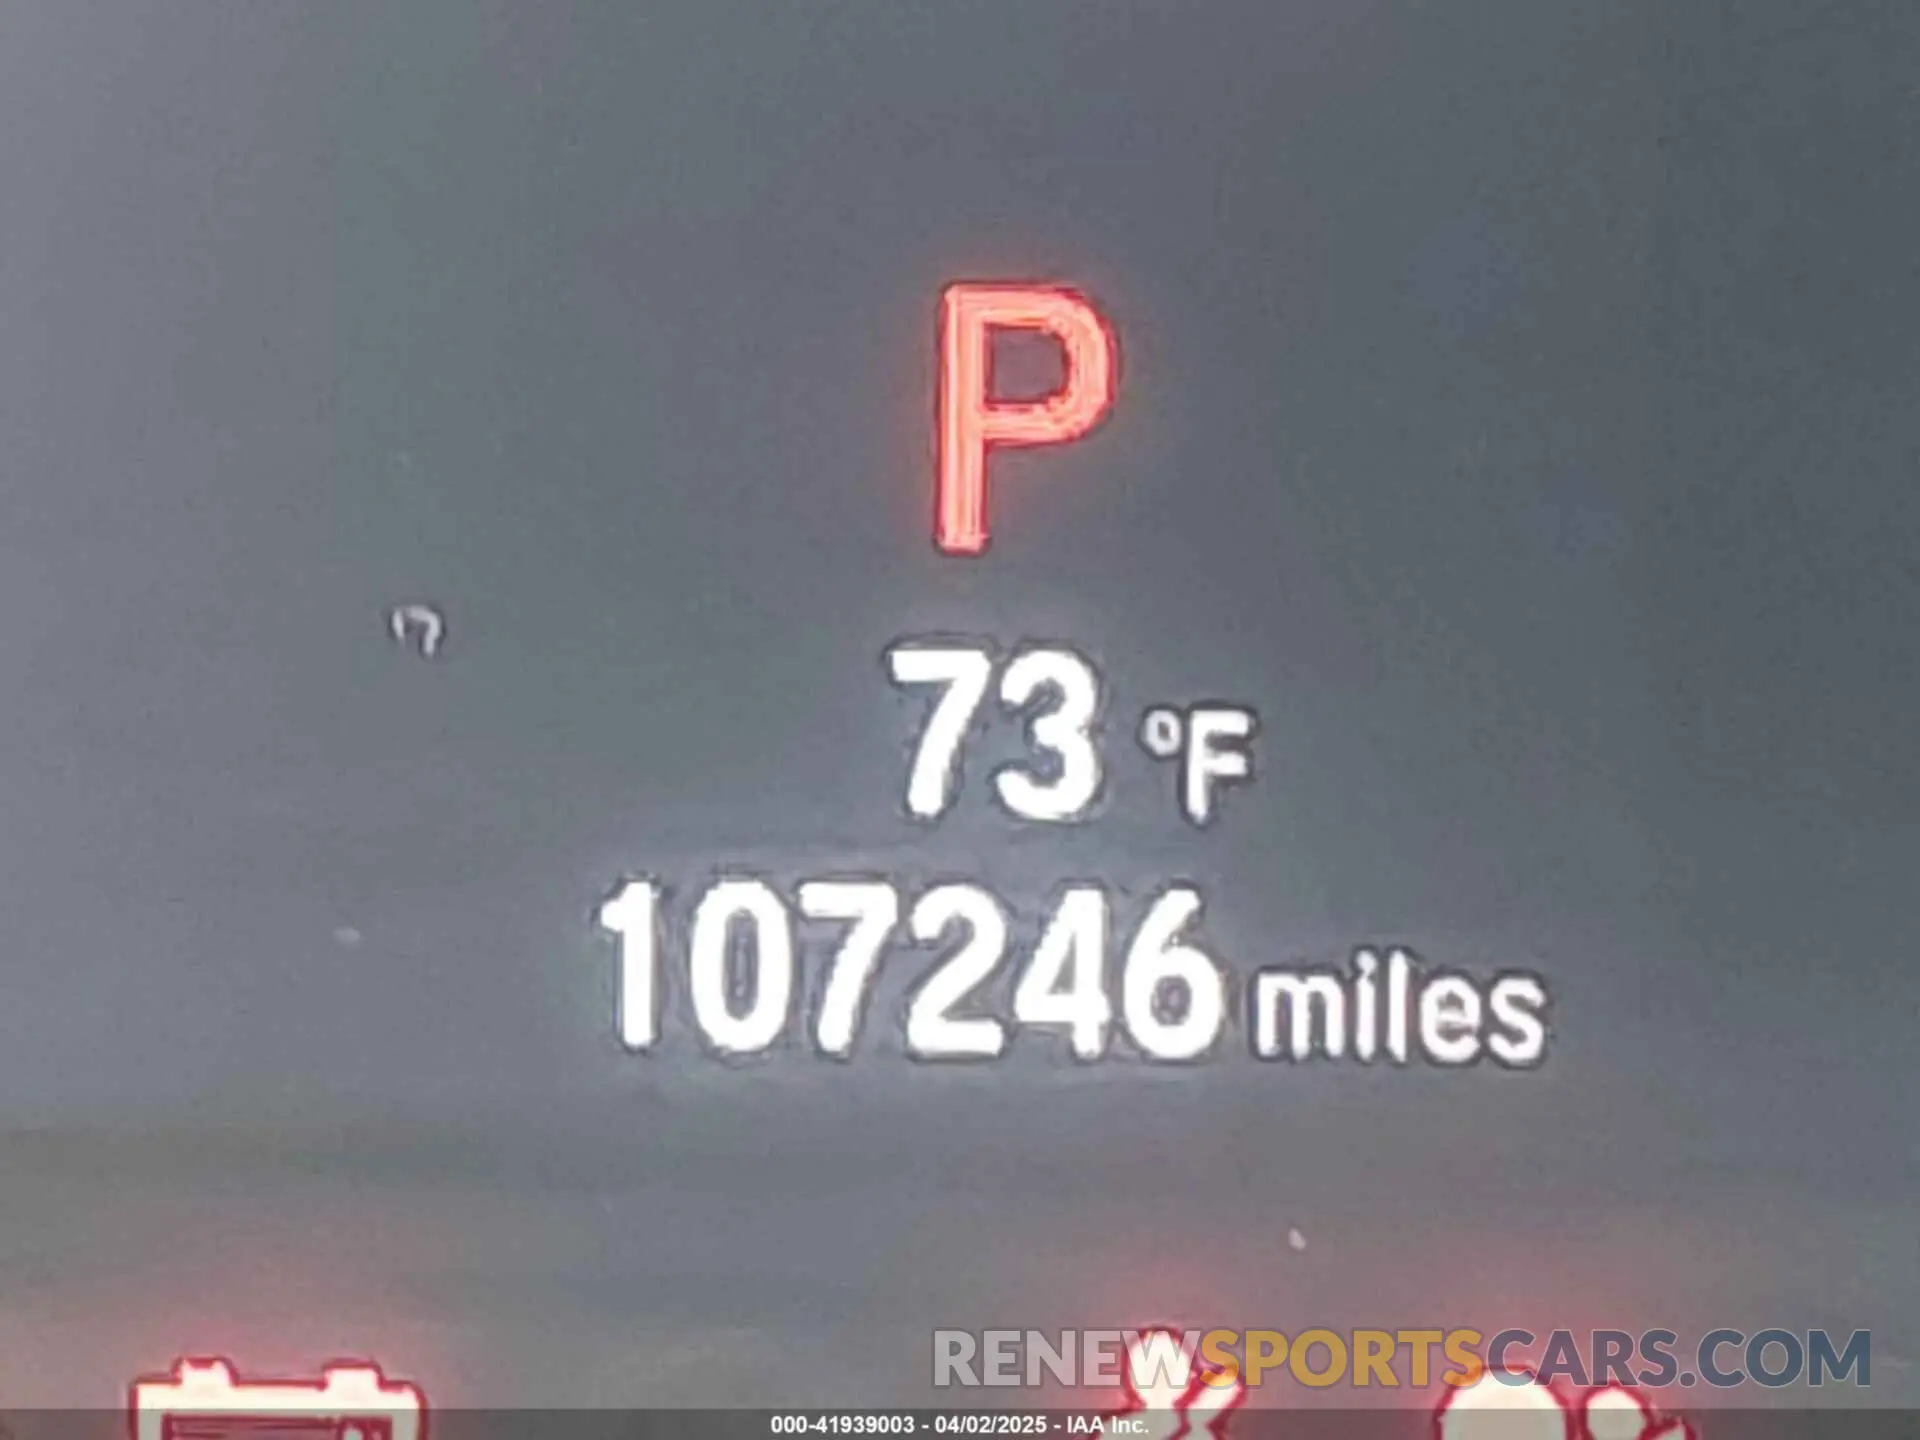 P
73 °F
107246 miles
RENEWSPORTSCARS.COM
000-41939003 - 04/02/2025 - IAA Inc.